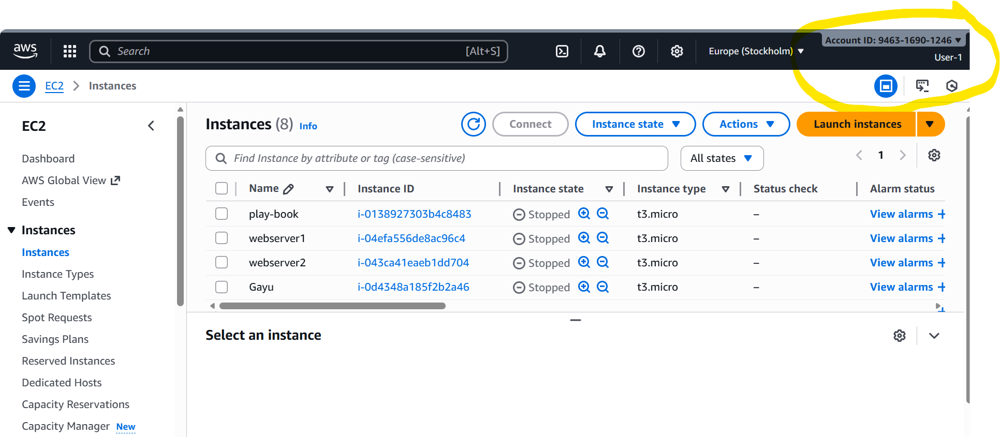 aws Search [Alt+S] Europe (Stockholm) Account ID: 9463-1690-1246
User-1
EC2 Instances
EC2
Dashboard
AWS Global View
Events
Instances
Instances
Instance Types
Launch Templates
Spot Requests
Savings Plans
Reserved Instances
Dedicated Hosts
Capacity Reservations
Capacity Manager New
Instances (8) Info Connect Instance state Actions Launch instances
Find Instance by attribute or tag (case-sensitive) All states 1
Name Instance ID Instance state Instance type Status check Alarm status
play-book i-0138927303b4c8483 Stopped t3.micro – View alarms +
webserver1 i-04efa556de8ac96c4 Stopped t3.micro – View alarms +
webserver2 i-043ca41eaeb1dd704 Stopped t3.micro – View alarms +
Gayu i-0d4348a185f2b2a46 Stopped t3.micro – View alarms +
Select an instance